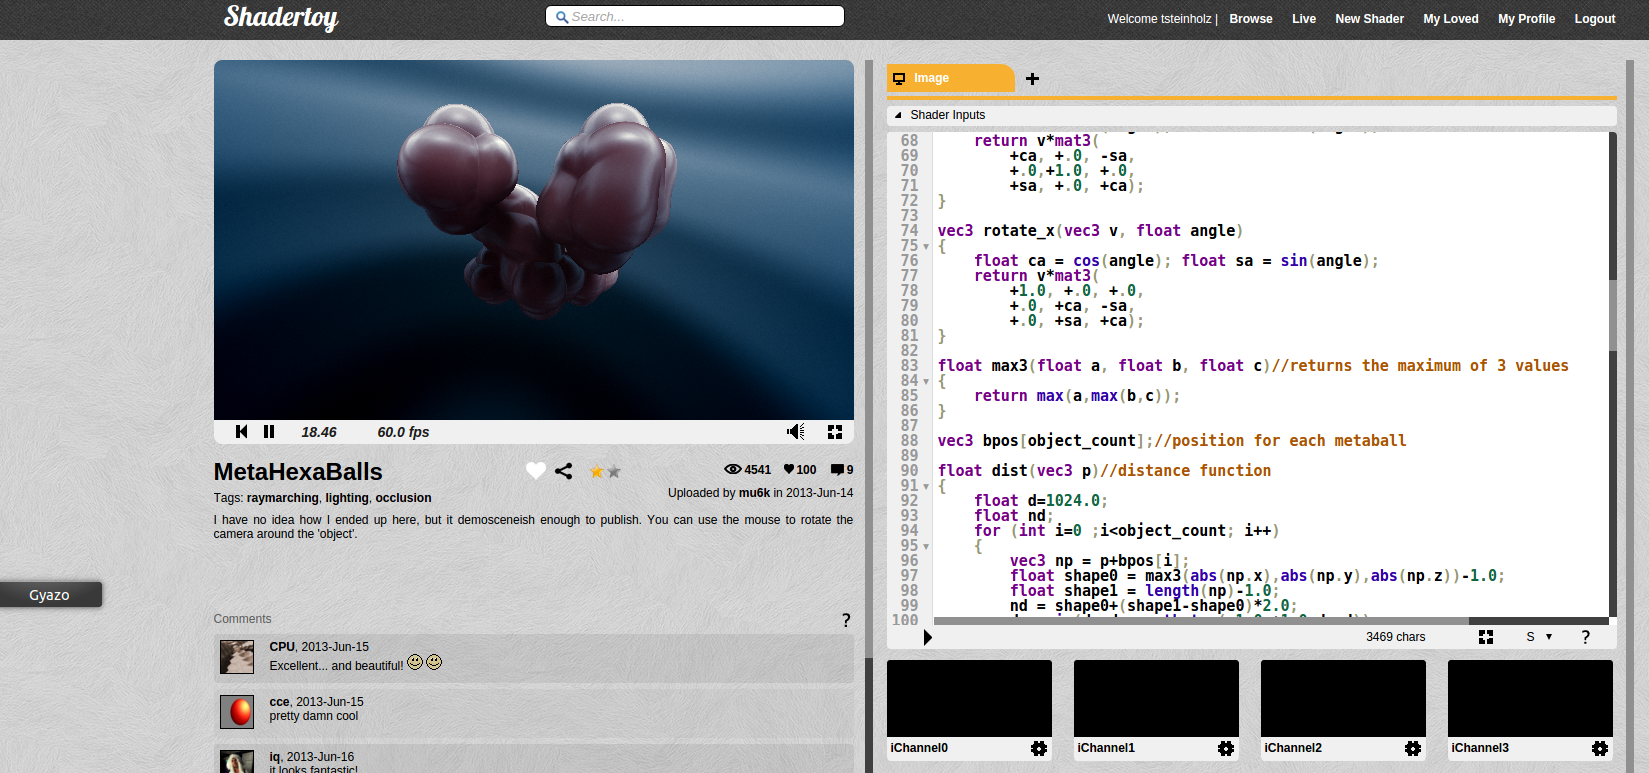 Shadertoy
Search...
Welcome tsteinholz | Browse Live New Shader My Loved My Profile Logout
18.46 60.0 fps
MetaHexaBalls
4541 100 9
Tags: raymarching, lighting, occlusion
Uploaded by mu6k in 2013-Jun-14
I have no idea how I ended up here, but it demosceneish enough to publish. You can use the mouse to rotate the
camera around the 'object'.
Gyazo
Comments ?
CPU, 2013-Jun-15
Excellent... and beautiful!
cce, 2013-Jun-15
pretty damn cool
iq, 2013-Jun-16
it looks fantastic!
Image
Shader Inputs
68 return v*mat3(
69 +ca, +.0, -sa,
70 +.0,+1.0, +.0,
71 +sa, +.0, +ca);
72 }
73
74 vec3 rotate_x(vec3 v, float angle)
75 {
76 float ca = cos(angle); float sa = sin(angle);
77 return v*mat3(
78 +1.0, +.0, +.0,
79 +.0, +ca, -sa,
80 +.0, +sa, +ca);
81 }
82
83 float max3(float a, float b, float c)//returns the maximum of 3 values
84 {
85 return max(a,max(b,c));
86 }
87
88 vec3 bpos[object_count];//position for each metaball
89
90 float dist(vec3 p)//distance function
91 {
92 float d=1024.0;
93 float nd;
94 for (int i=0 ;i<object_count; i++)
95 {
96 vec3 np = p+bpos[i];
97 float shape0 = max3(abs(np.x),abs(np.y),abs(np.z))-1.0;
98 float shape1 = length(np)-1.0;
99 nd = shape0+(shape1-shape0)*2.0;
100
3469 chars S ?
iChannel0 iChannel1 iChannel2 iChannel3